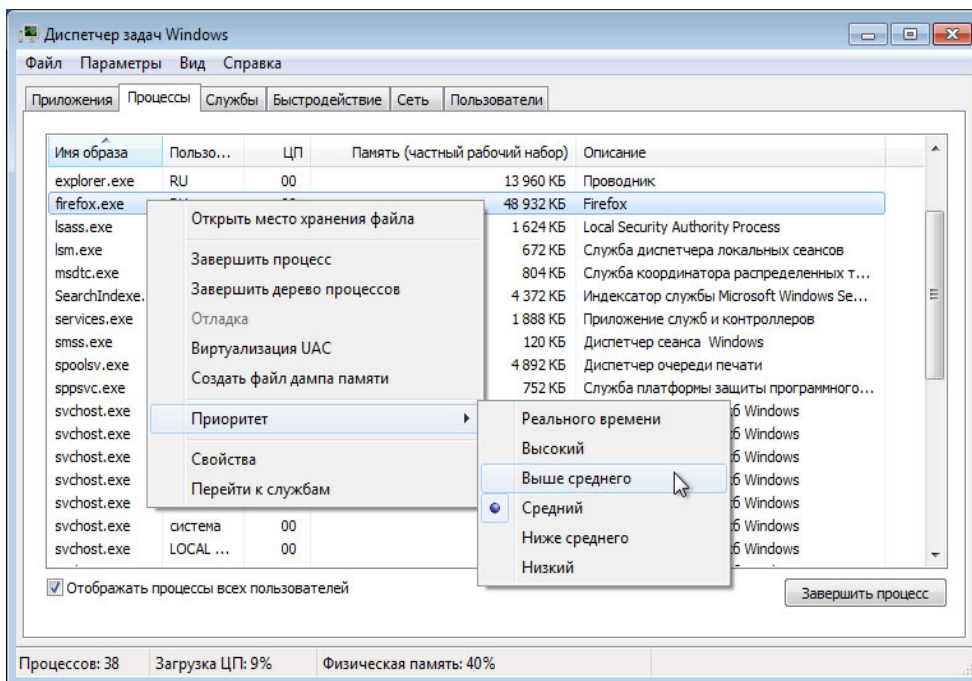 Диспетчер задач Windows
Файл Параметры Вид Справка
Приложения Процессы Службы Быстродействие Сеть Пользователи
Имя образа Пользо... ЦП Память (частный рабочий набор) Описание
explorer.exe RU 00 13 960 КБ Проводник
firefox.exe 48 932 КБ Firefox
lsass.exe 1 624 КБ Local Security Authority Process
lsm.exe 672 КБ Служба диспетчера локальных сеансов
msdtc.exe 804 КБ Служба координатора распределенных т...
SearchIndexe. 4 372 КБ Индексатор службы Microsoft Windows Se...
services.exe 1 888 КБ Приложение служб и контроллеров
smss.exe 120 КБ Диспетчер сеанса Windows
spoolsv.exe 4 892 КБ Диспетчер очереди печати
sppsvc.exe 752 КБ Служба платформы защиты программного...
svchost.exe Windows
svchost.exe Windows
svchost.exe Windows
svchost.exe Windows
svchost.exe Windows
svchost.exe система 00 Windows
svchost.exe LOCAL ... 00 Windows
Открыть место хранения файла
Завершить процесс
Завершить дерево процессов
Отладка
Виртуализация UAC
Создать файл дампа памяти
Приоритет
Свойства
Перейти к службам
Реального времени
Высокий
Выше среднего
Средний
Ниже среднего
Низкий
Отображать процессы всех пользователей
Завершить процесс
Процессов: 38 Загрузка ЦП: 9% Физическая память: 40%